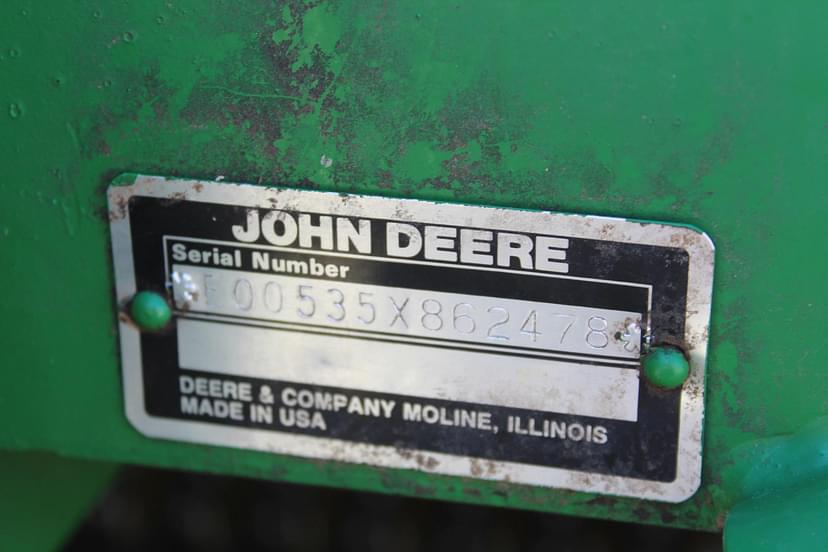 JOHN DEERE
Serial Number
E00535X862478
DEERE & COMPANY MOLINE, ILLINOIS
MADE IN USA